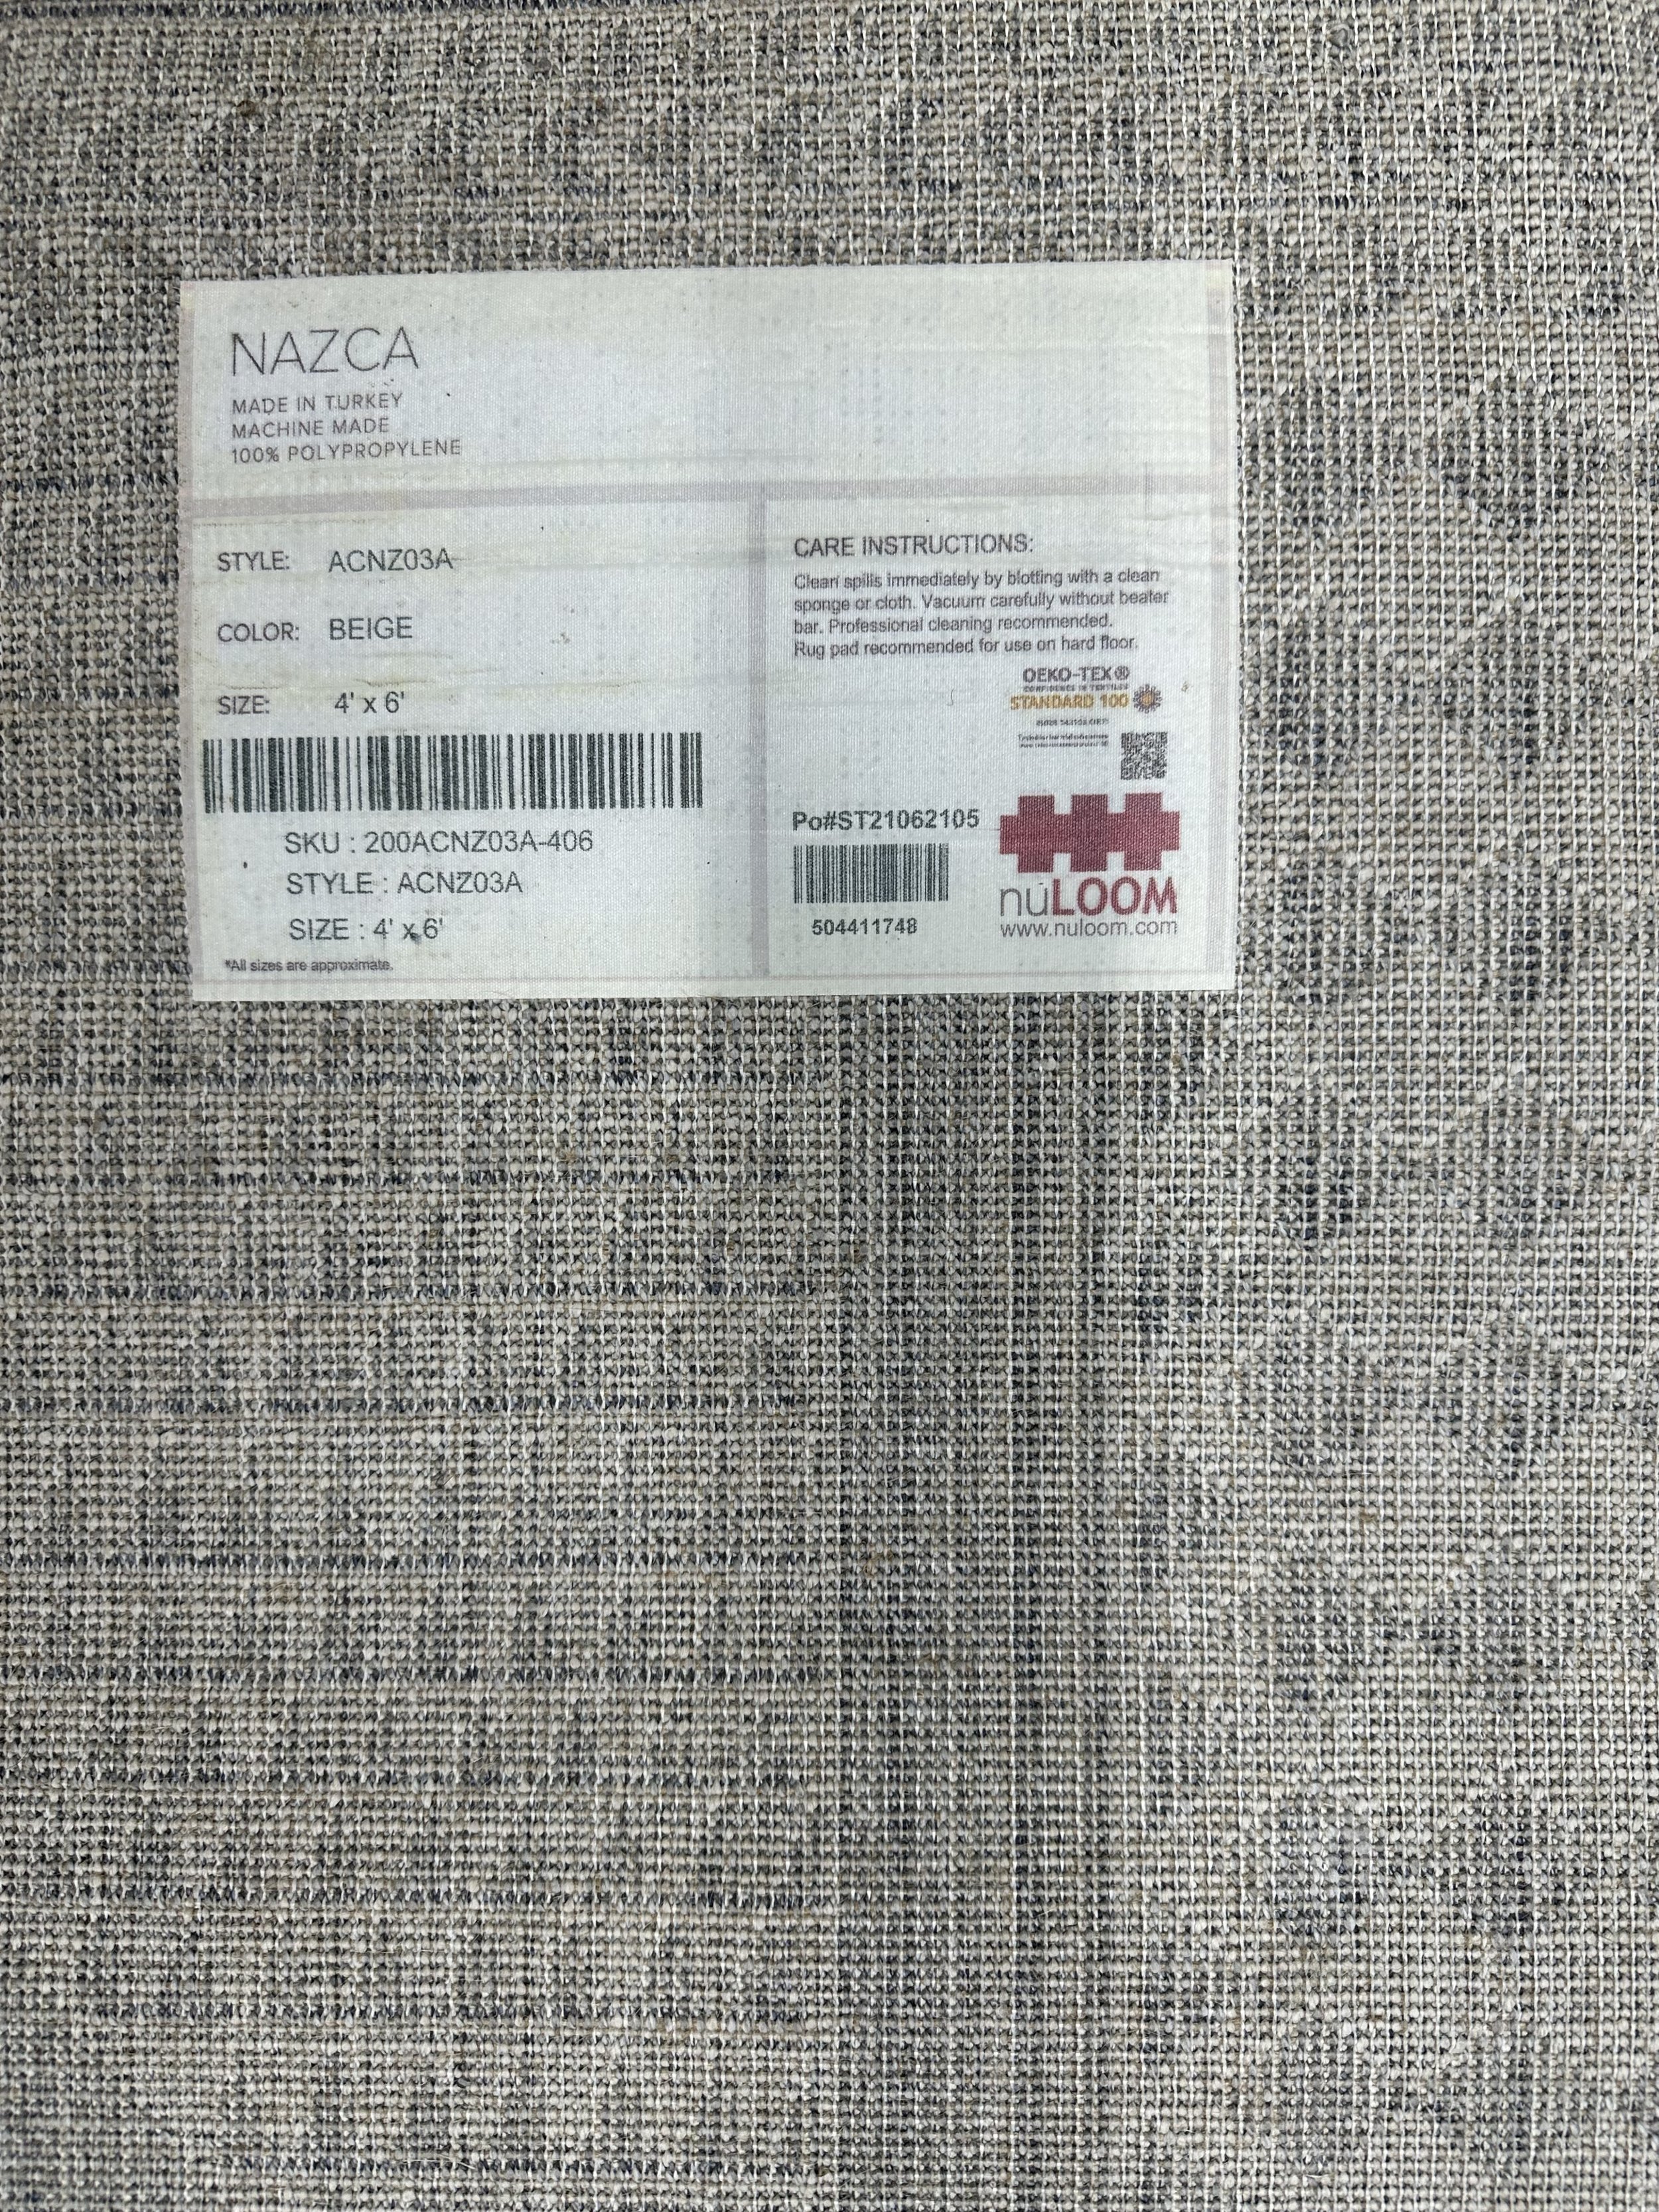 NAZCA
MADE IN TURKEY
MACHINE MADE
100% POLYPROPYLENE
STYLE: ACNZ03A
COLOR: BEIGE
SIZE: 4' x 6'
SKU : 200ACNZ03A-406
STYLE : ACNZ03A
SIZE : 4' x 6'
*All sizes are approximate.
CARE INSTRUCTIONS:
Clean spills immediately by blotting with a clean
sponge or cloth. Vacuum carefully without beater
bar. Professional cleaning recommended.
Rug pad recommended for use on hard floor.
OEKO-TEX®
CONFIDENCE IN TEXTILES
STANDARD 100
Po#ST21062105
504411748
nuLOOM
www.nuloom.com